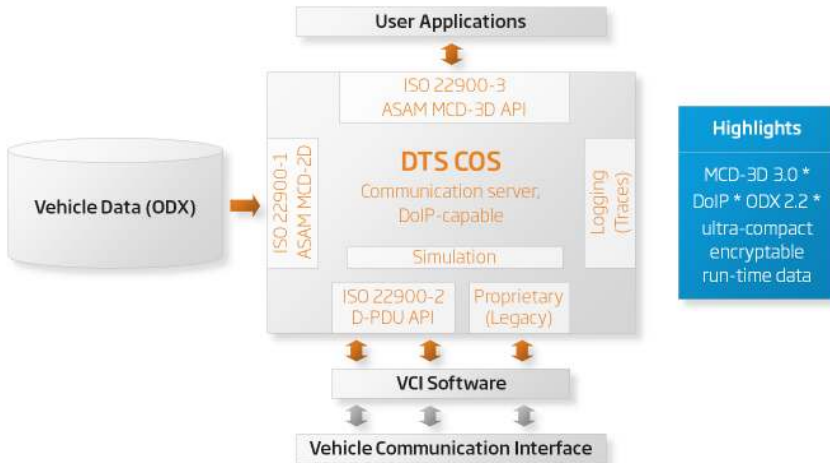 User Applications
ISO 22900-3
ASAM MCD-3D API
Vehicle Data (ODX)
ISO 22900-1
ASAM MCD-2D
DTS COS
Communication server,
DoIP-capable
Logging
(Traces)
Simulation
ISO 22900-2
D-PDU API
Proprietary
(Legacy)
VCI Software
Vehicle Communication Interface
Highlights
MCD-3D 3.0 *
DoIP * ODX 2.2 *
ultra-compact
encryptable
run-time data